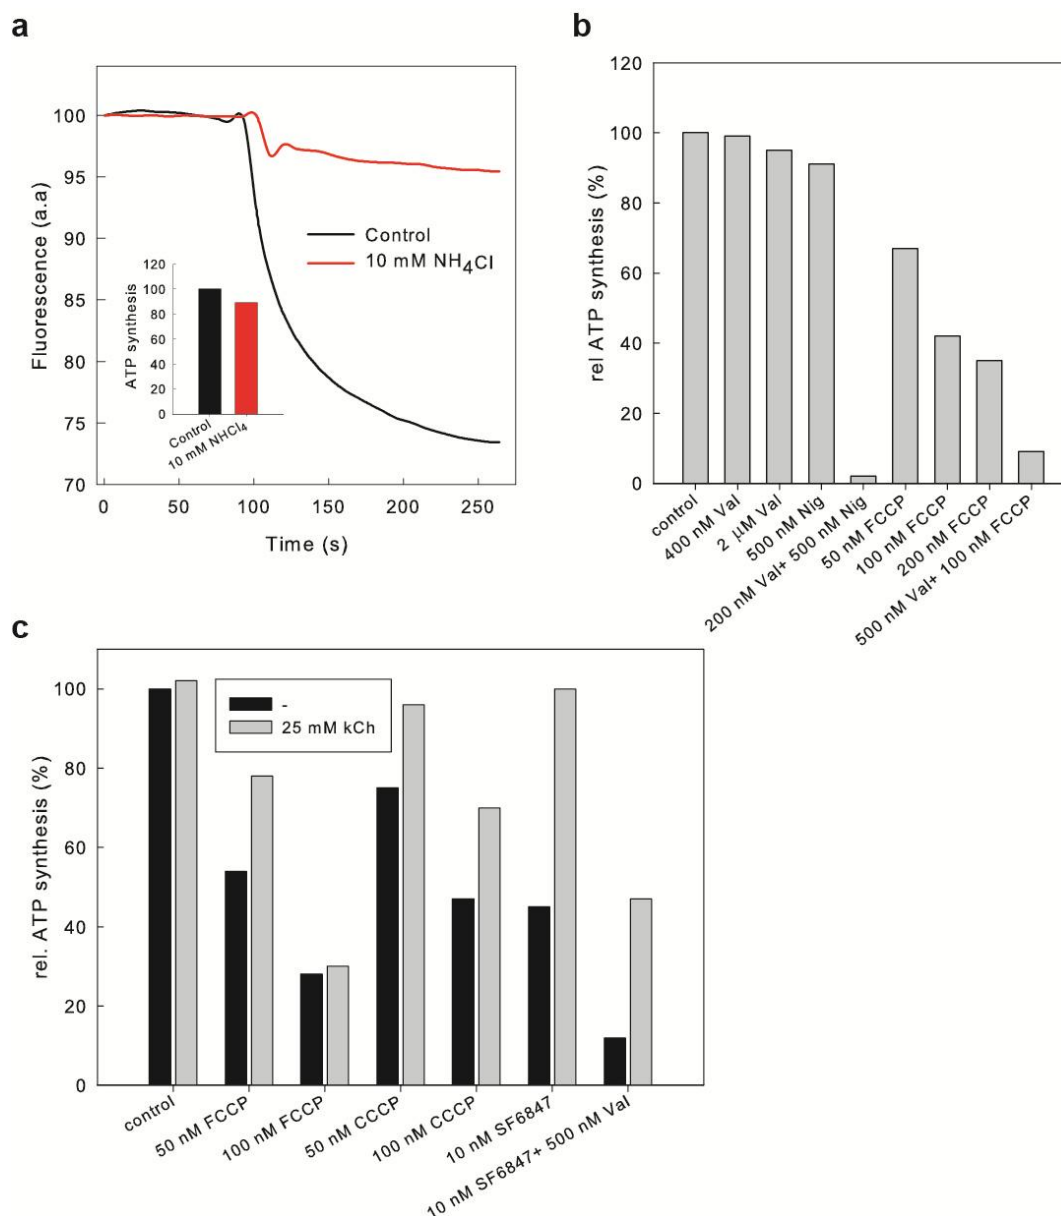 a
120
100
80
60
40
20
0
ATP synthesis
Control
10 mM NHCl₄
100
95
90
85
80
75
70
Fluorescence (a.a)
Control
10 mM NH₄Cl
0
50
100
150
200
250
Time (s)
b
120
100
80
60
40
20
0
rel ATP synthesis (%)
control
400 nM Val
2 μM Val
500 nM Nig
200 nM Val+ 500 nM Nig
50 nM FCCP
100 nM FCCP
200 nM FCCP
500 nM Val+ 100 nM FCCP
c
100
80
60
40
20
0
rel. ATP synthesis (%)
-
25 mM kCh
control
50 nM FCCP
100 nM FCCP
50 nM CCCP
100 nM CCCP
10 nM SF6847
10 nM SF6847+ 500 nM Val